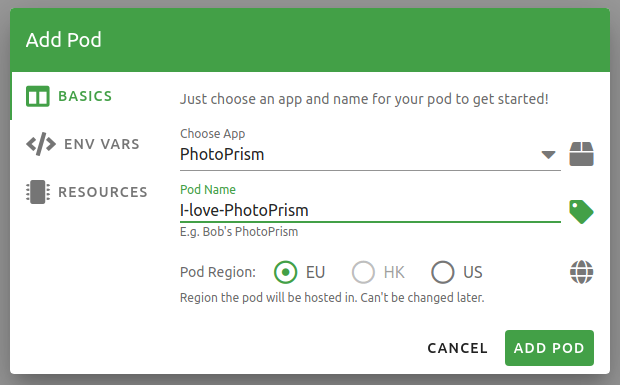 Add Pod
BASICS
ENV VARS
RESOURCES
Just choose an app and name for your pod to get started!
Choose App
PhotoPrism
Pod Name
I-love-PhotoPrism
E.g. Bob's PhotoPrism
Pod Region: EU HK US
Region the pod will be hosted in. Can't be changed later.
CANCEL ADD POD